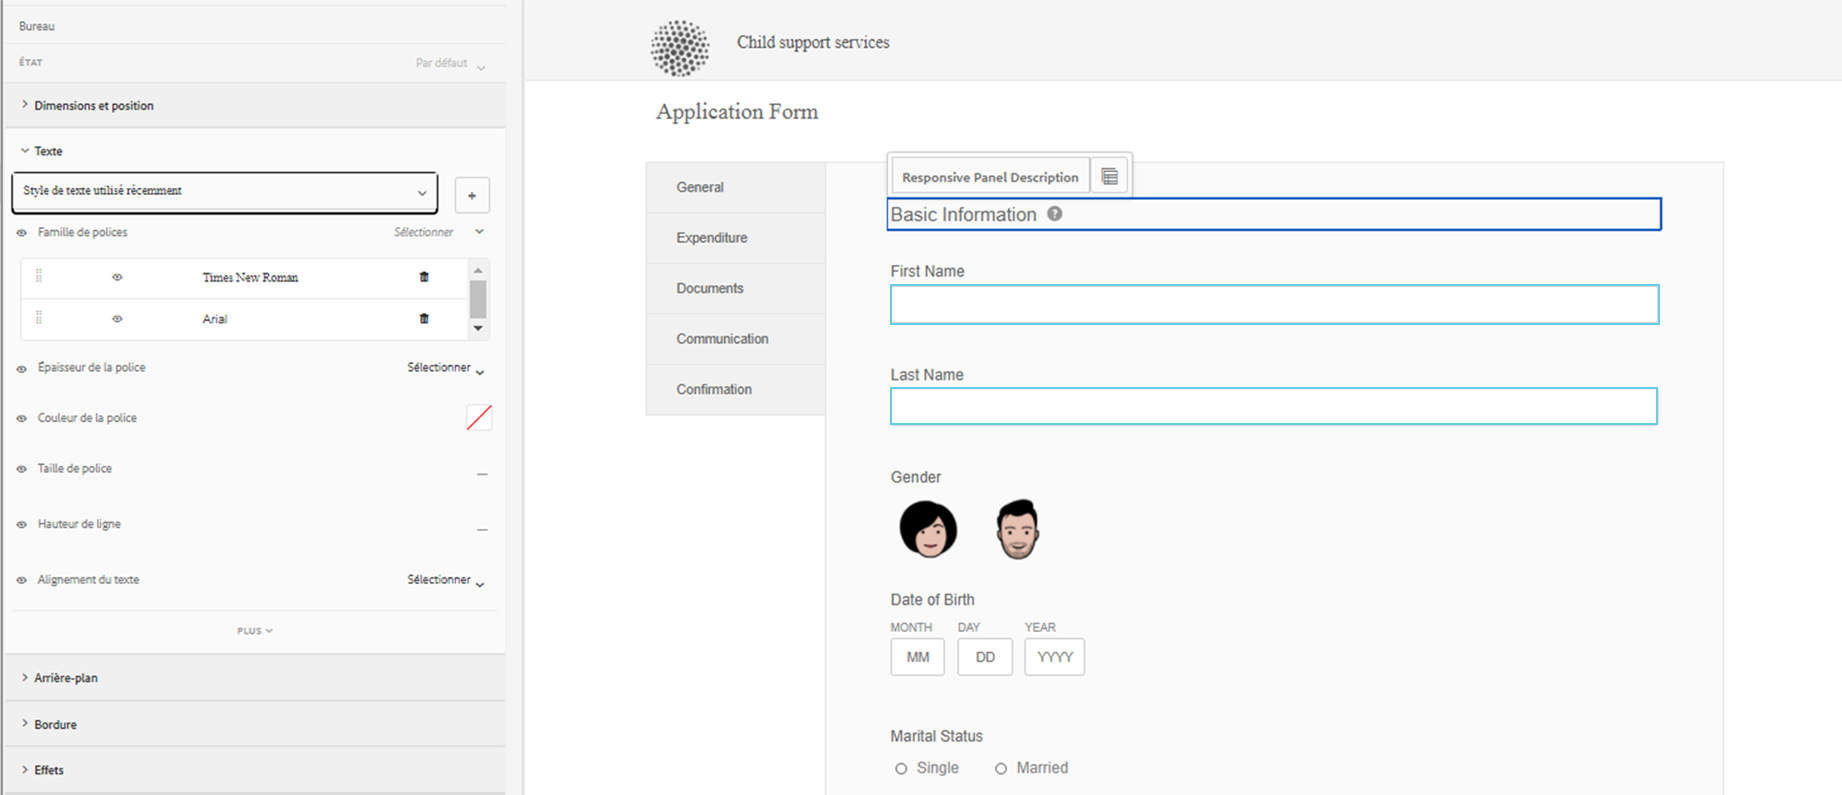 Bureau
ÉTAT
Par défaut
Dimensions et position
Texte
Style de texte utilisé récemment
+
Famille de polices
Sélectionner
Times New Roman
Arial
Épaisseur de la police
Sélectionner
Couleur de la police
Taille de police
Hauteur de ligne
Alignement du texte
Sélectionner
PLUS
Arrière-plan
Bordure
Effets
Child support services
Application Form
General
Expenditure
Documents
Communication
Confirmation
Responsive Panel Description
Basic Information ?
First Name
Last Name
Gender
Date of Birth
MONTH DAY YEAR
MM DD YYYY
Marital Status
Single Married